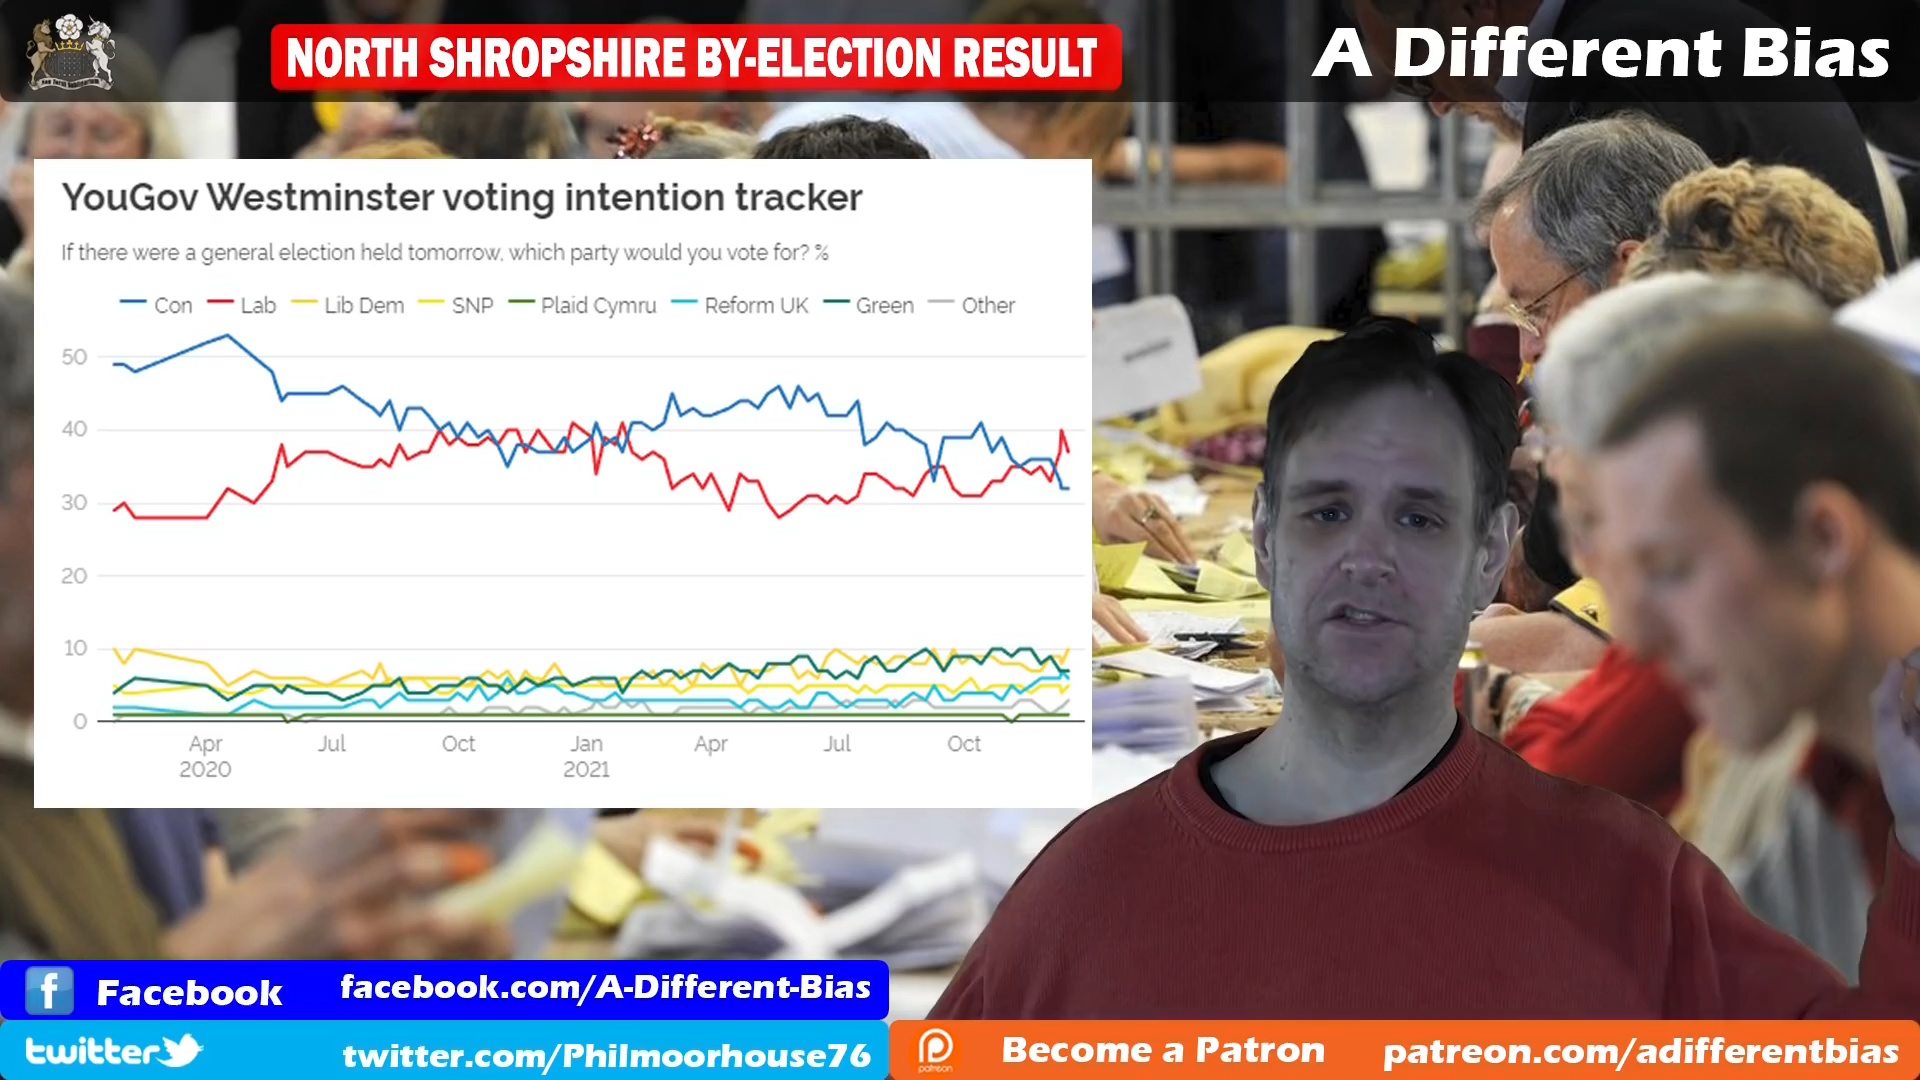 NORTH SHROPSHIRE BY-ELECTION RESULT
A Different Bias
YouGov Westminster voting intention tracker
If there were a general election held tomorrow, which party would you vote for? %
Con Lab Lib Dem SNP Plaid Cymru Reform UK Green Other
50
40
30
20
10
0
Apr Jul Oct Jan Apr Jul Oct
2020 2021
Facebook facebook.com/A-Different-Bias
twitter twitter.com/Philmoorhouse76
patreon Become a Patron patreon.com/adifferentbias